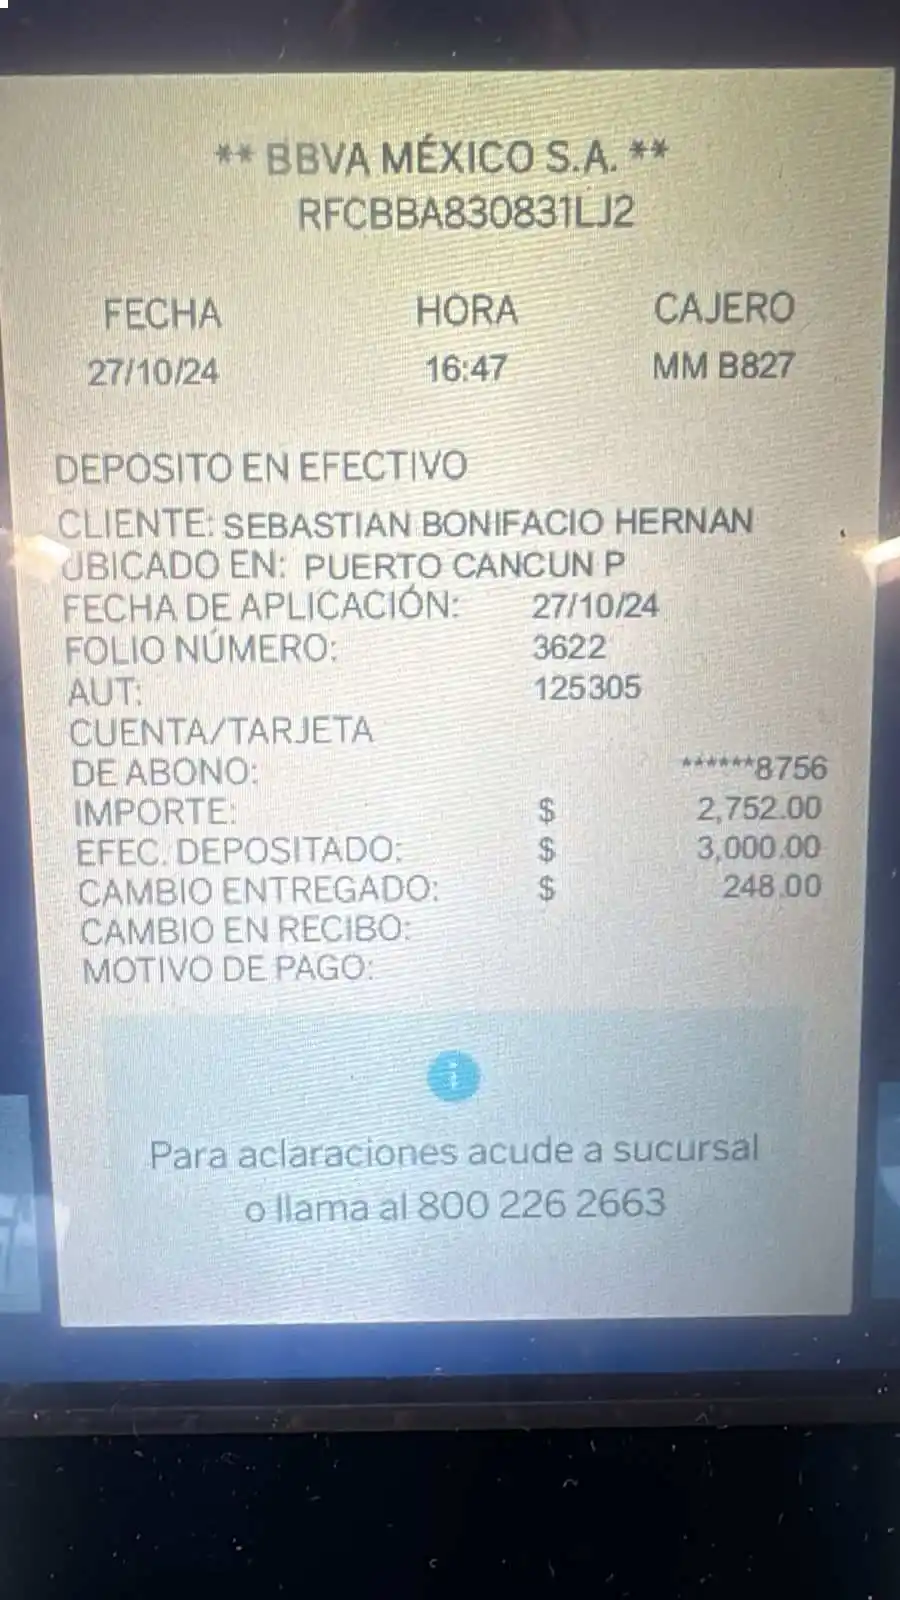 ** BBVA MÉXICO S.A. **
RFCBBA830831LJ2
FECHA HORA CAJERO
27/10/24 16:47 MM B827
DEPOSITO EN EFECTIVO
CLIENTE: SEBASTIAN BONIFACIO HERNAN
UBICADO EN: PUERTO CANCUN P
FECHA DE APLICACIÓN: 27/10/24
FOLIO NÚMERO: 3622
AUT: 125305
CUENTA/TARJETA
DE ABONO: ******8756
IMPORTE: $ 2,752.00
EFEC. DEPOSITADO: $ 3,000.00
CAMBIO ENTREGADO: $ 248.00
CAMBIO EN RECIBO:
MOTIVO DE PAGO:
i
Para aclaraciones acude a sucursal
o llama al 800 226 2663